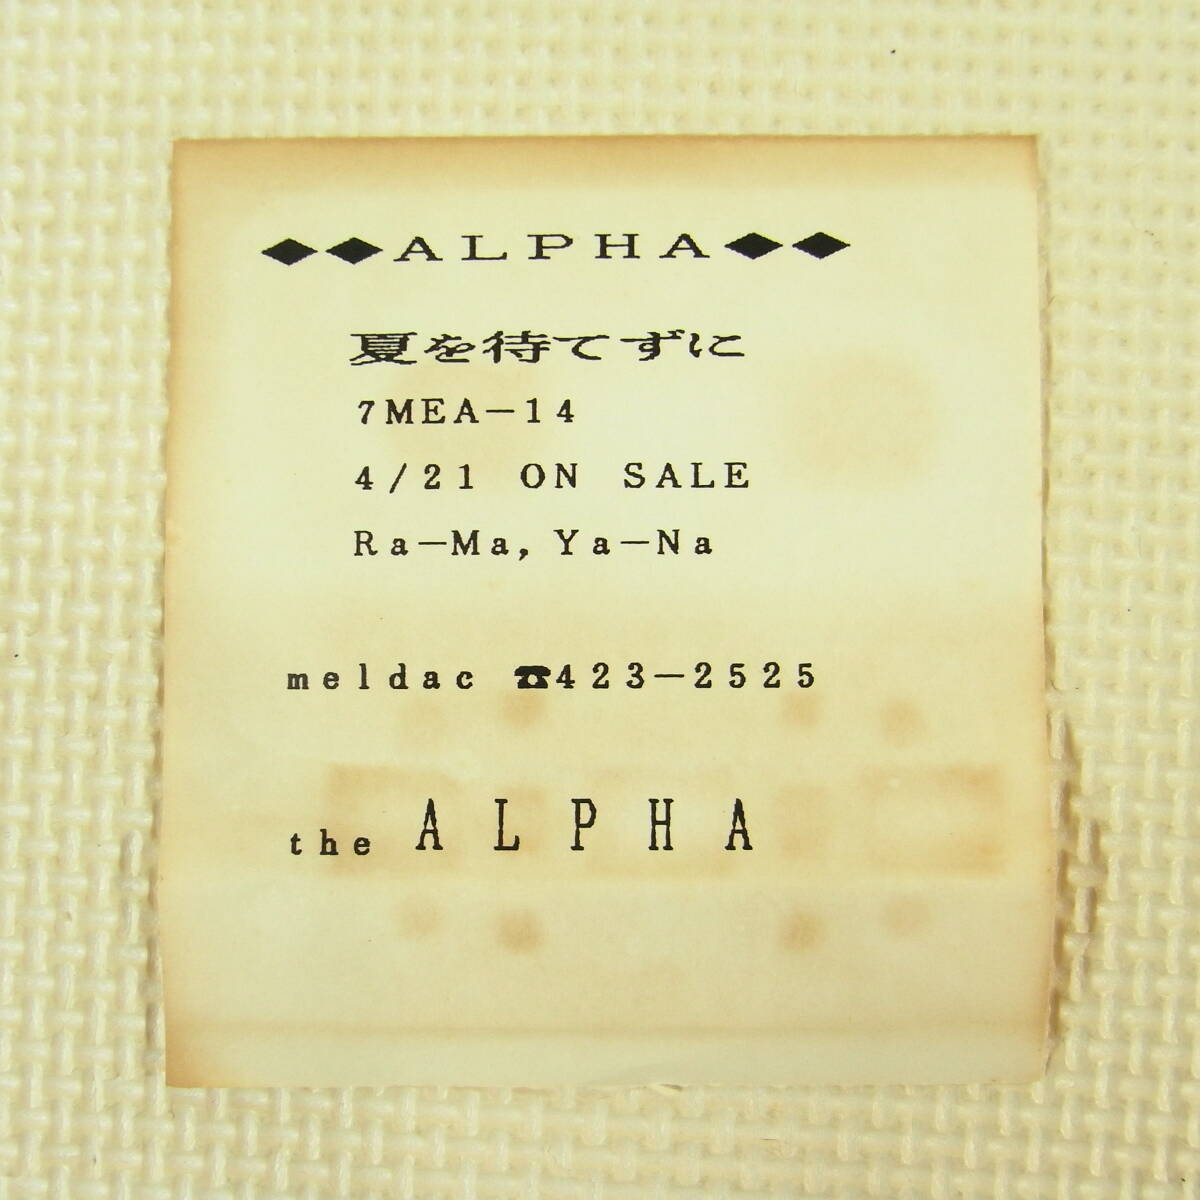 ◆◆ALPHA◆◆
夏を待てずに
7MEA−14
4/21 ON SALE
Ra−Ma, Ya−Na
meldac ☎423−2525
the ALPHA